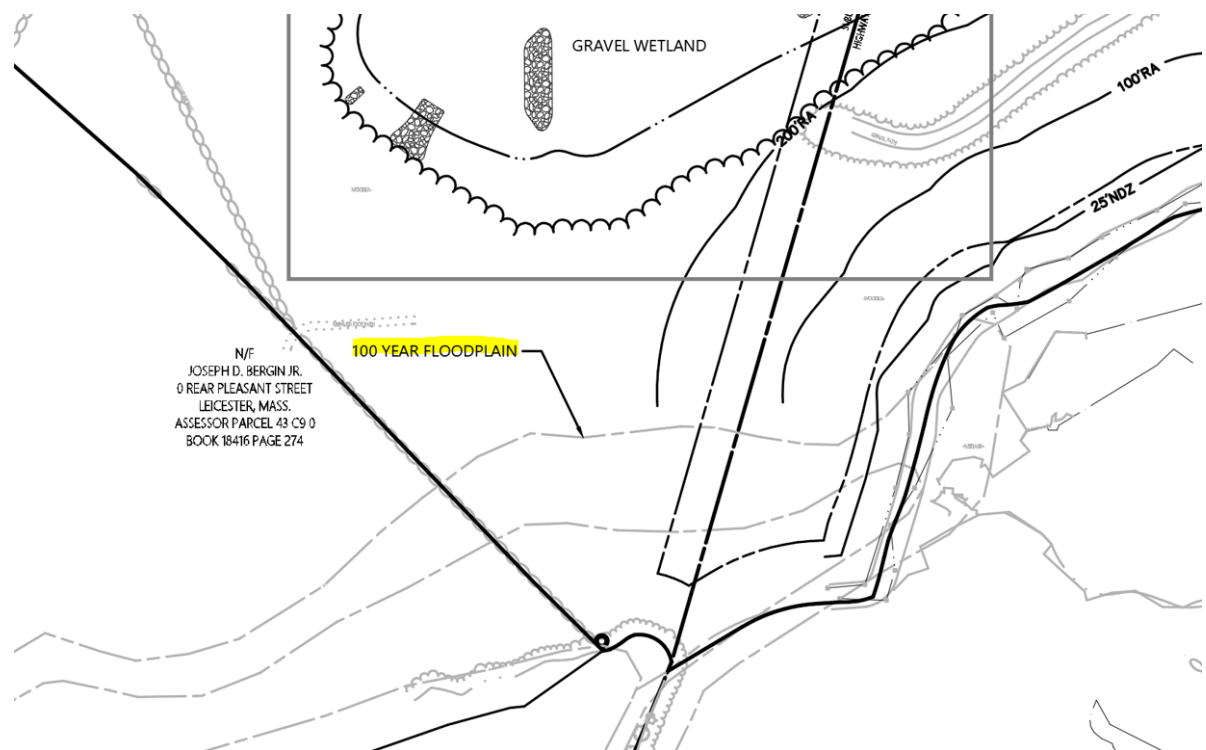 GRAVEL WETLAND
HIGHWAY
200'RA
100'RA
25'NDZ
100 YEAR FLOODPLAIN
N/F
JOSEPH D. BERGIN JR.
0 REAR PLEASANT STREET
LEICESTER, MASS.
ASSESSOR PARCEL 43 C9 0
BOOK 18416 PAGE 274